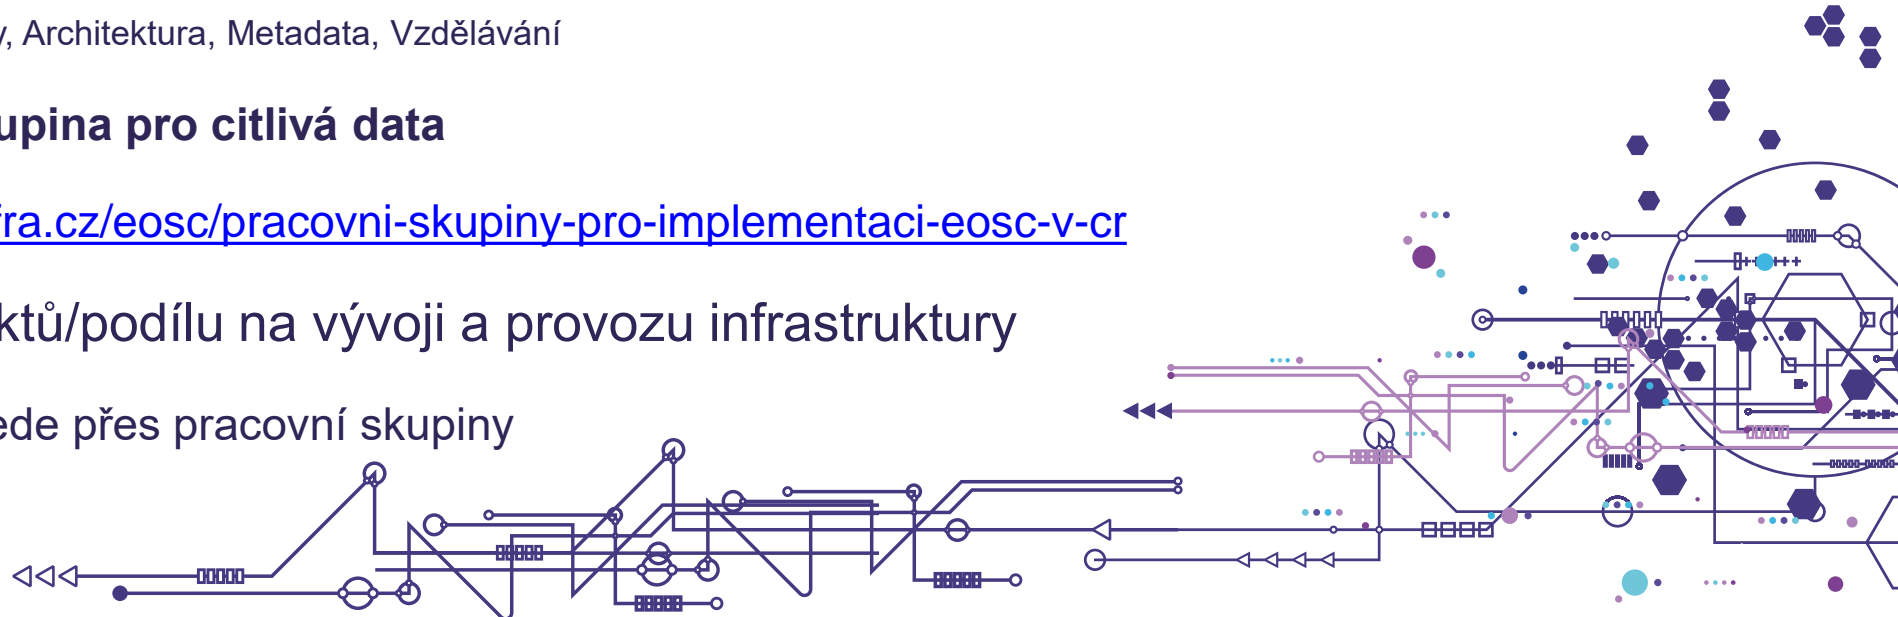 , Architektura, Metadata, Vzdělávání
upina pro citlivá data
fra.cz/eosc/pracovni-skupiny-pro-implementaci-eosc-v-cr
ktů/podílu na vývoji a provozu infrastruktury
ede přes pracovní skupiny